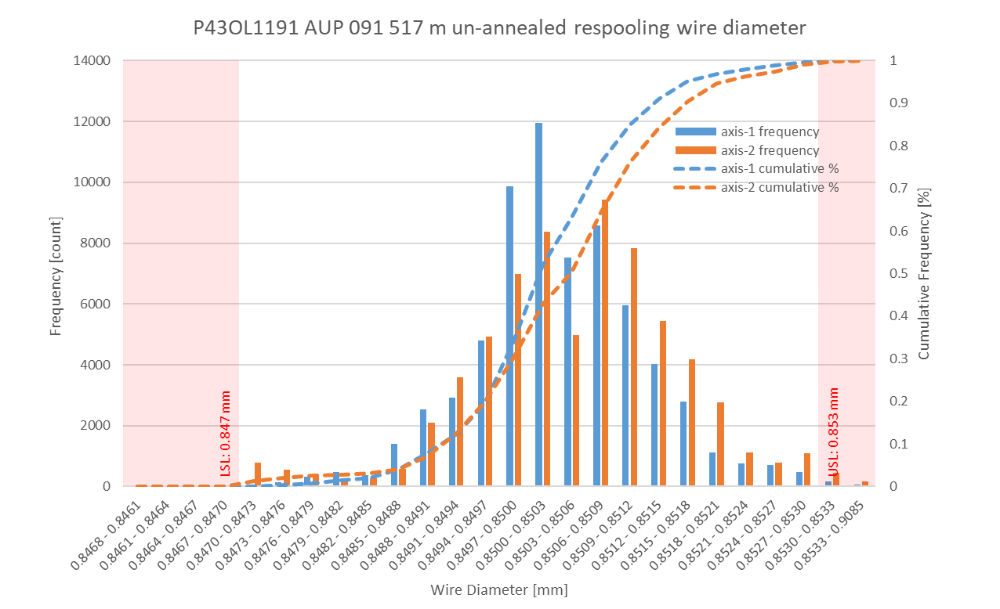 P43OL1191 AUP 091 517 m un-annealed respooling wire diameter
14000
12000
10000
8000
6000
4000
2000
0
Frequency [count]
1
0.9
0.8
0.7
0.6
0.5
0.4
0.3
0.2
0.1
0
Cumulative Frequency [%]
axis-1 frequency
axis-2 frequency
axis-1 cumulative %
axis-2 cumulative %
LSL: 0.847 mm
USL: 0.853 mm
0.8468 - 0.8461
0.8461 - 0.8464
0.8464 - 0.8467
0.8467 - 0.8470
0.8470 - 0.8473
0.8473 - 0.8476
0.8476 - 0.8479
0.8479 - 0.8482
0.8482 - 0.8485
0.8485 - 0.8488
0.8488 - 0.8491
0.8491 - 0.8494
0.8494 - 0.8497
0.8497 - 0.8500
0.8500 - 0.8503
0.8503 - 0.8506
0.8506 - 0.8509
0.8509 - 0.8512
0.8512 - 0.8515
0.8515 - 0.8518
0.8518 - 0.8521
0.8521 - 0.8524
0.8524 - 0.8527
0.8527 - 0.8530
0.8530 - 0.8533
0.8533 - 0.9085
Wire Diameter [mm]